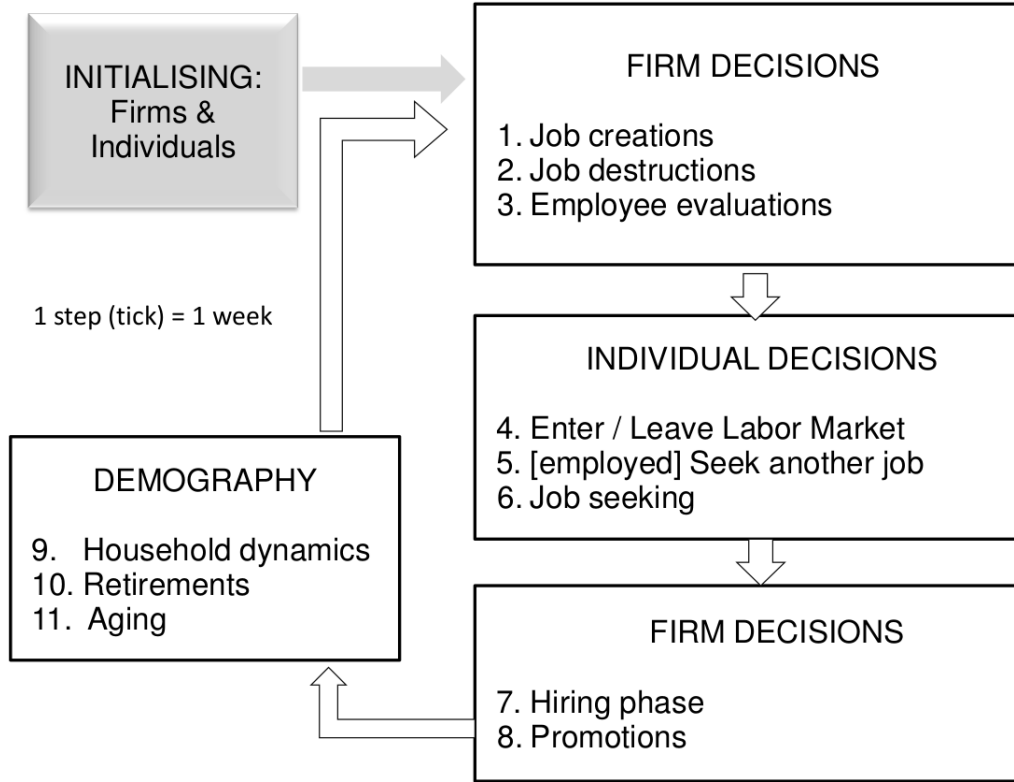 INITIALISING:
Firms &
Individuals
FIRM DECISIONS
1. Job creations
2. Job destructions
3. Employee evaluations
1 step (tick) = 1 week
INDIVIDUAL DECISIONS
4. Enter / Leave Labor Market
5. [employed] Seek another job
6. Job seeking
FIRM DECISIONS
7. Hiring phase
8. Promotions
DEMOGRAPHY
9. Household dynamics
10. Retirements
11. Aging